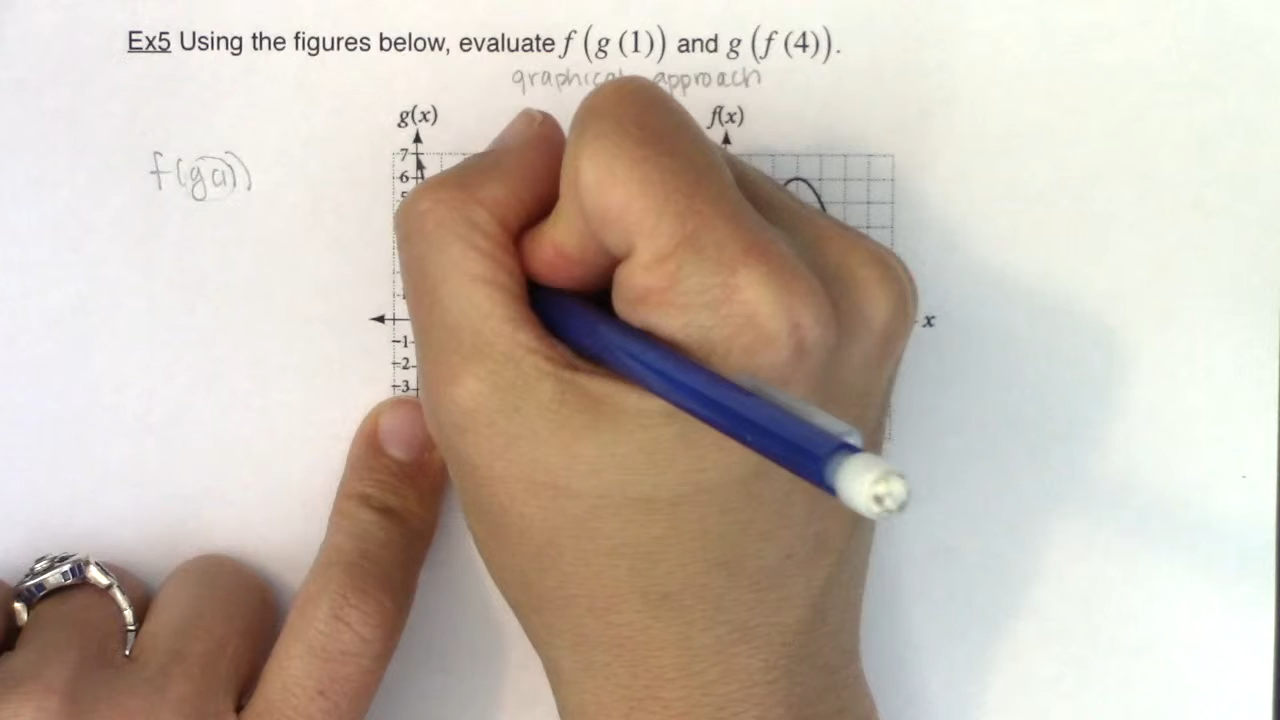 Ex5 Using the figures below, evaluate f (g (1)) and g (f (4)).
approach
g(x) f(x)
f(g(1))
7
6
x
-1
-2
-3